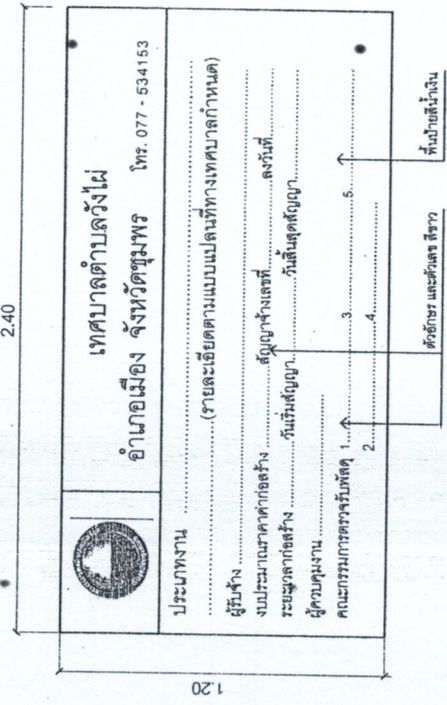 2.40
เทศบาลตำบลวังไผ่
อำเภอเมือง จังหวัดชุมพร โทร. 077 - 534153
ประเภทงาน ........................................................................
........................(รายละเอียดตามแบบแปลนที่ทางเทศบาลกำหนด)
ผู้รับจ้าง ........................................................................
งบประมาณราคาค่าก่อสร้าง ....................สัญญาจ้างเลขที่....................ลงวันที่....................
ระยะเวลาก่อสร้าง ....................วันเริ่มสัญญา....................วันสิ้นสุดสัญญา....................
ผู้ควบคุมงาน ....................
คณะกรรมการตรวจรับพัสดุ 1....................3....................5....................
2....................4....................
1.20
ตัวอักษร และตัวเลข สีขาว
พื้นป้ายสีน้ำเงิน